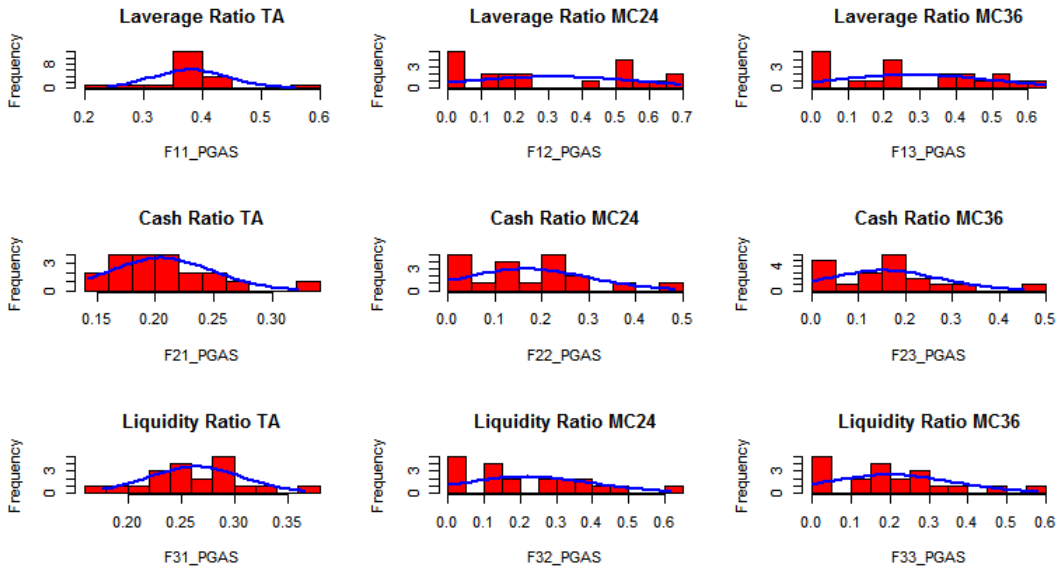 Laverage Ratio TA
Frequency
0 8
0.2 0.3 0.4 0.5 0.6
F11_PGAS
Laverage Ratio MC24
Frequency
0 3
0.0 0.1 0.2 0.3 0.4 0.5 0.6 0.7
F12_PGAS
Laverage Ratio MC36
Frequency
0 3
0.0 0.1 0.2 0.3 0.4 0.5 0.6
F13_PGAS
Cash Ratio TA
Frequency
0 3
0.15 0.20 0.25 0.30
F21_PGAS
Cash Ratio MC24
Frequency
0 3
0.0 0.1 0.2 0.3 0.4 0.5
F22_PGAS
Cash Ratio MC36
Frequency
0 4
0.0 0.1 0.2 0.3 0.4 0.5
F23_PGAS
Liquidity Ratio TA
Frequency
0 3
0.20 0.25 0.30 0.35
F31_PGAS
Liquidity Ratio MC24
Frequency
0 3
0.0 0.1 0.2 0.3 0.4 0.5 0.6
F32_PGAS
Liquidity Ratio MC36
Frequency
0 3
0.0 0.1 0.2 0.3 0.4 0.5 0.6
F33_PGAS